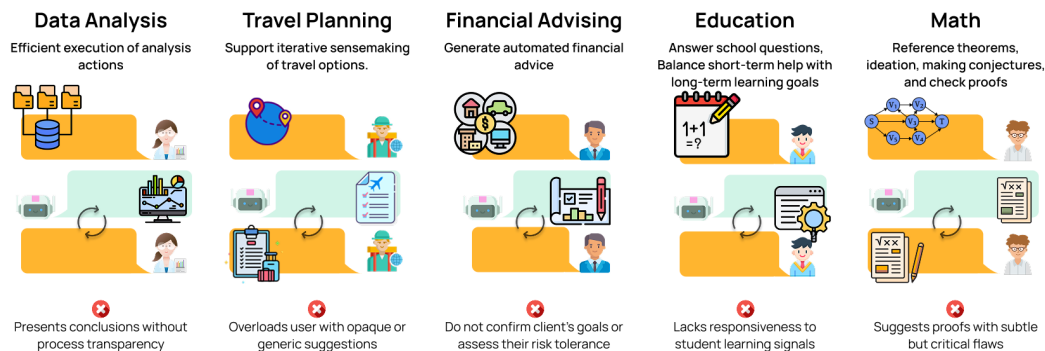 Data Analysis
Efficient execution of analysis
actions
Presents conclusions without
process transparency
Travel Planning
Support iterative sensemaking
of travel options.
Overloads user with opaque or
generic suggestions
Financial Advising
Generate automated financial
advice
$
Do not confirm client's goals or
assess their risk tolerance
Education
Answer school questions,
Balance short-term help with
long-term learning goals
1+1
=?
Lacks responsiveness to
student learning signals
Math
Reference theorems,
ideation, making conjectures,
and check proofs
V₁ V₂
S V₃ T
V₅ V₄
√xx
√xx
Suggests proofs with subtle
but critical flaws